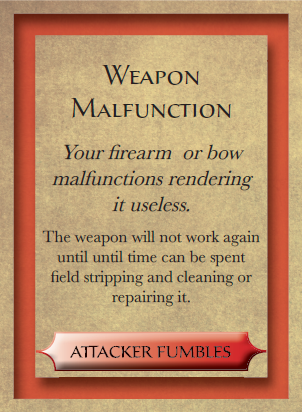 Weapon
Malfunction
Your firearm or bow
malfunctions rendering
it useless.
The weapon will not work again
until until time can be spent
field stripping and cleaning or
repairing it.
ATTACKER FUMBLES